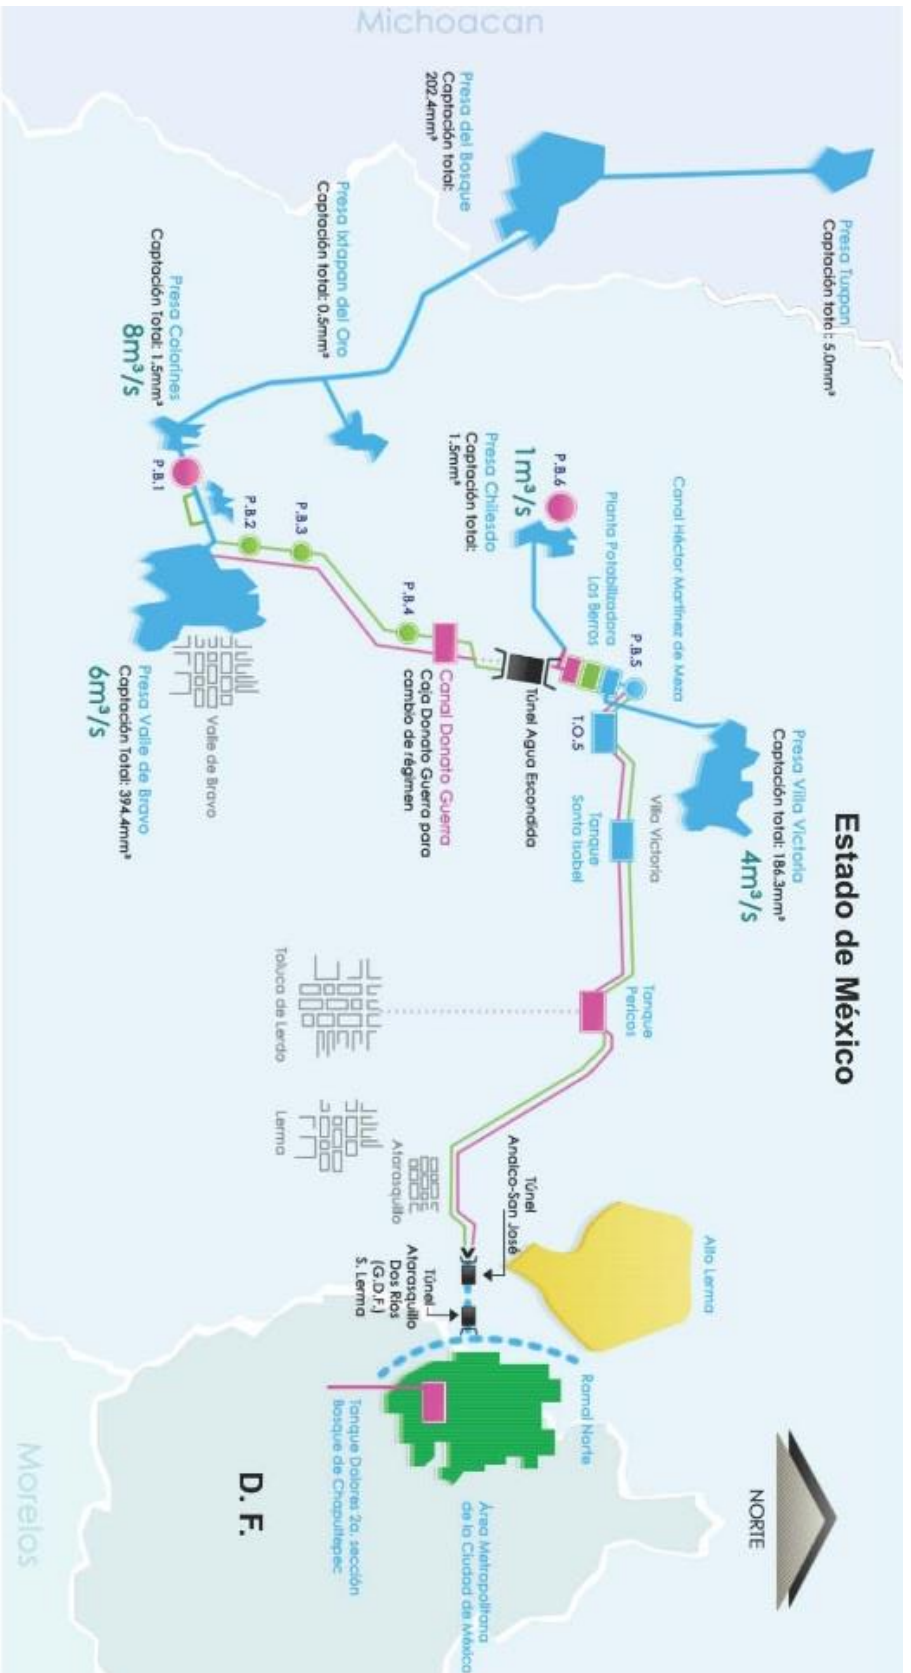 Michoacan
Presa Tuxpan
Captación total: 5.0mm³
Presa del Bosque
Captación total:
202.4mm³
Presa Ixtapan del Oro
Captación total: 0.5mm³
Presa Colorines
Captación Total: 1.5mm³
8m³/s
P.B.1
P.B.2
P.B.3
P.B.4
Presa Valle de Bravo
Captación Total: 394.4mm³
6m³/s
Valle de Bravo
P.B.6
1m³/s
Presa Chilesdo
Captación total:
1.5mm³
Canal Héctor Martínez de Meza
Planta Potabilizadora
Los Berros
P.B.5
T.O.5
Túnel Agua Escondida
Canal Donato Guerra
Caja Donato Guerra para
cambio de régimen
Presa Villa Victoria
Captación total: 186.3mm³
4m³/s
Villa Victoria
Tanque
Santa Isabel
Estado de México
Tanque
Pericos
Toluca de Lerdo
Lerma
Atarasquillo
Túnel
Analco-San José
Túnel
Atarasquillo
Dos Ríos
(G.D.F.)
S. Lerma
Alto Lerma
Ramal Norte
Tanque Dolores 2a. sección
Bosque de Chapultepec
Área Metropolitana
de la Ciudad de México
NORTE
D. F.
Morelos